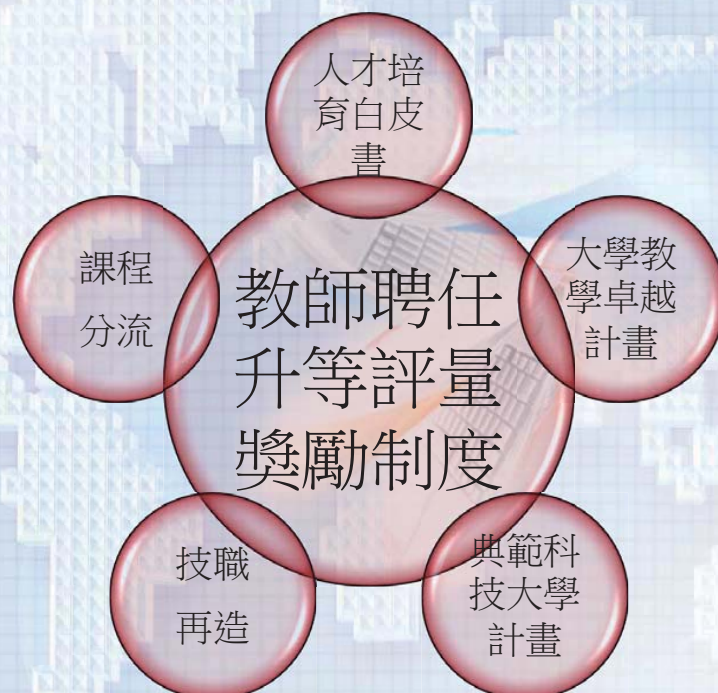 人才培
育白皮
書
大學教
學卓越
計畫
典範科
技大學
計畫
技職
再造
課程
分流
教師聘任
升等評量
獎勵制度